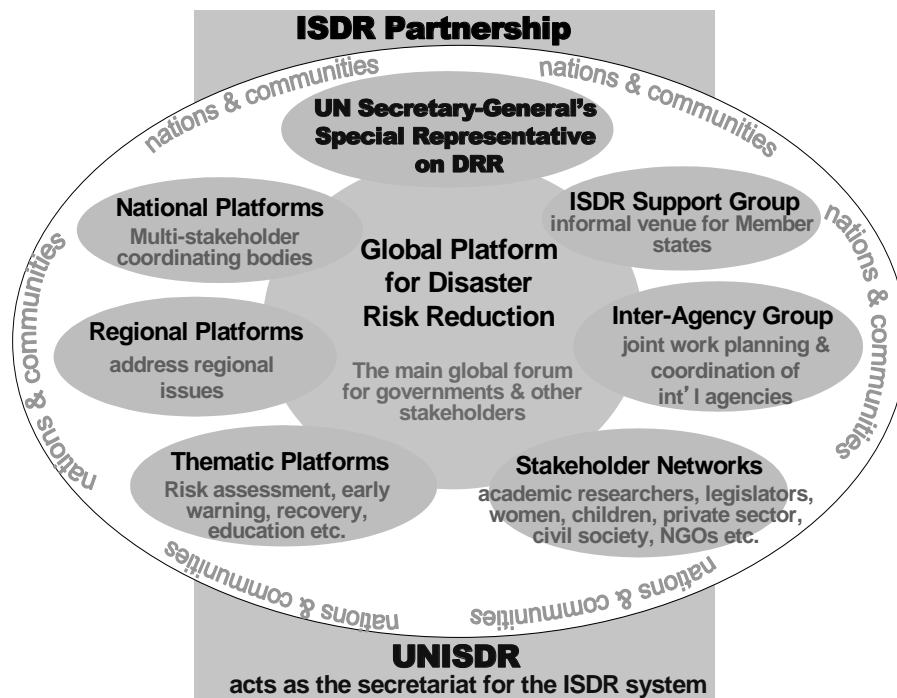 ISDR Partnership
nations & communities
nations & communities
UN Secretary-General's
Special Representative
on DRR
National Platforms
Multi-stakeholder
coordinating bodies
ISDR Support Group
informal venue for Member
states
nations & communities
nations & communities
Global Platform
for Disaster
Risk Reduction
The main global forum
for governments & other
stakeholders
Regional Platforms
address regional
issues
Inter-Agency Group
joint work planning &
coordination of
int' l agencies
Thematic Platforms
Risk assessment, early
warning, recovery,
education etc.
Stakeholder Networks
academic researchers, legislators,
women, children, private sector,
civil society, NGOs etc.
nations & communities
nations & communities
UNISDR
acts as the secretariat for the ISDR system